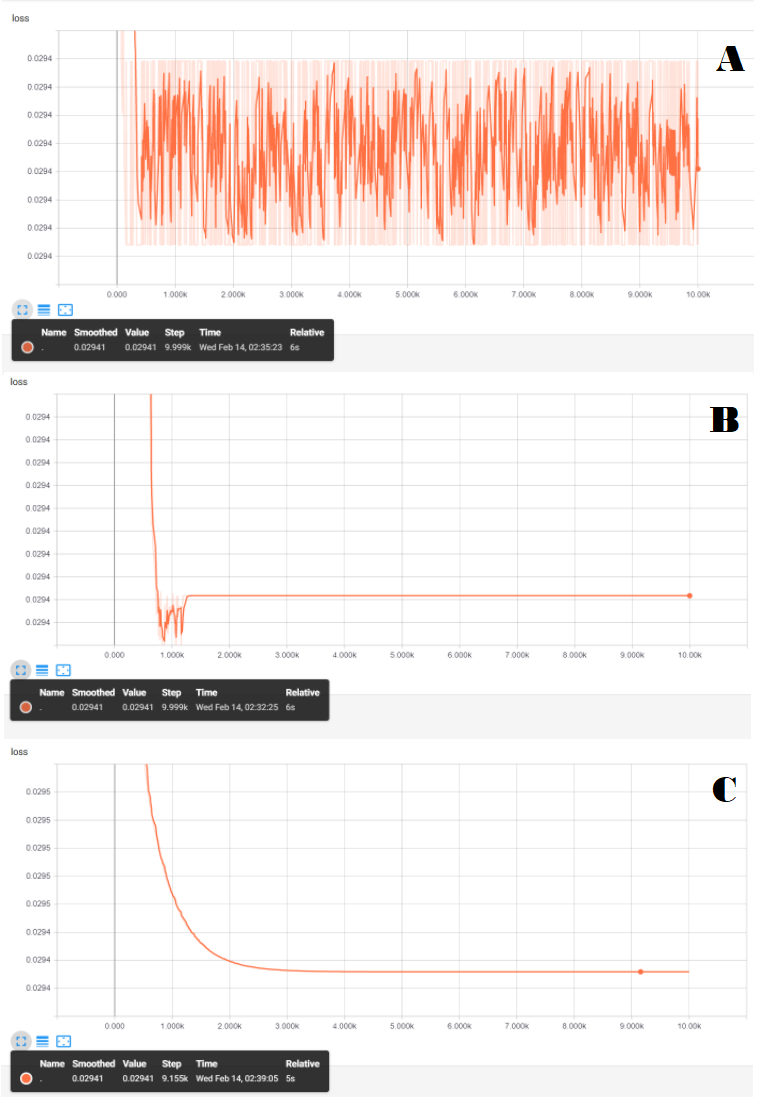 loss
A
0.0294
0.0294
0.0294
0.0294
0.0294
0.0294
0.0294
0.0294
0.000 1.000k 2.000k 3.000k 4.000k 5.000k 6.000k 7.000k 8.000k 9.000k 10.00k
Name Smoothed Value Step Time Relative
. 0.02941 0.02941 9.999k Wed Feb 14, 02:35:23 6s
loss
B
0.0294
0.0294
0.0294
0.0294
0.0294
0.0294
0.0294
0.0294
0.0294
0.0294
0.000 1.000k 2.000k 3.000k 4.000k 5.000k 6.000k 7.000k 8.000k 9.000k 10.00k
Name Smoothed Value Step Time Relative
. 0.02941 0.02941 9.999k Wed Feb 14, 02:32:25 6s
loss
C
0.0295
0.0295
0.0295
0.0295
0.0295
0.0294
0.0294
0.0294
0.000 1.000k 2.000k 3.000k 4.000k 5.000k 6.000k 7.000k 8.000k 9.000k 10.00k
Name Smoothed Value Step Time Relative
. 0.02941 0.02941 9.155k Wed Feb 14, 02:39:05 5s